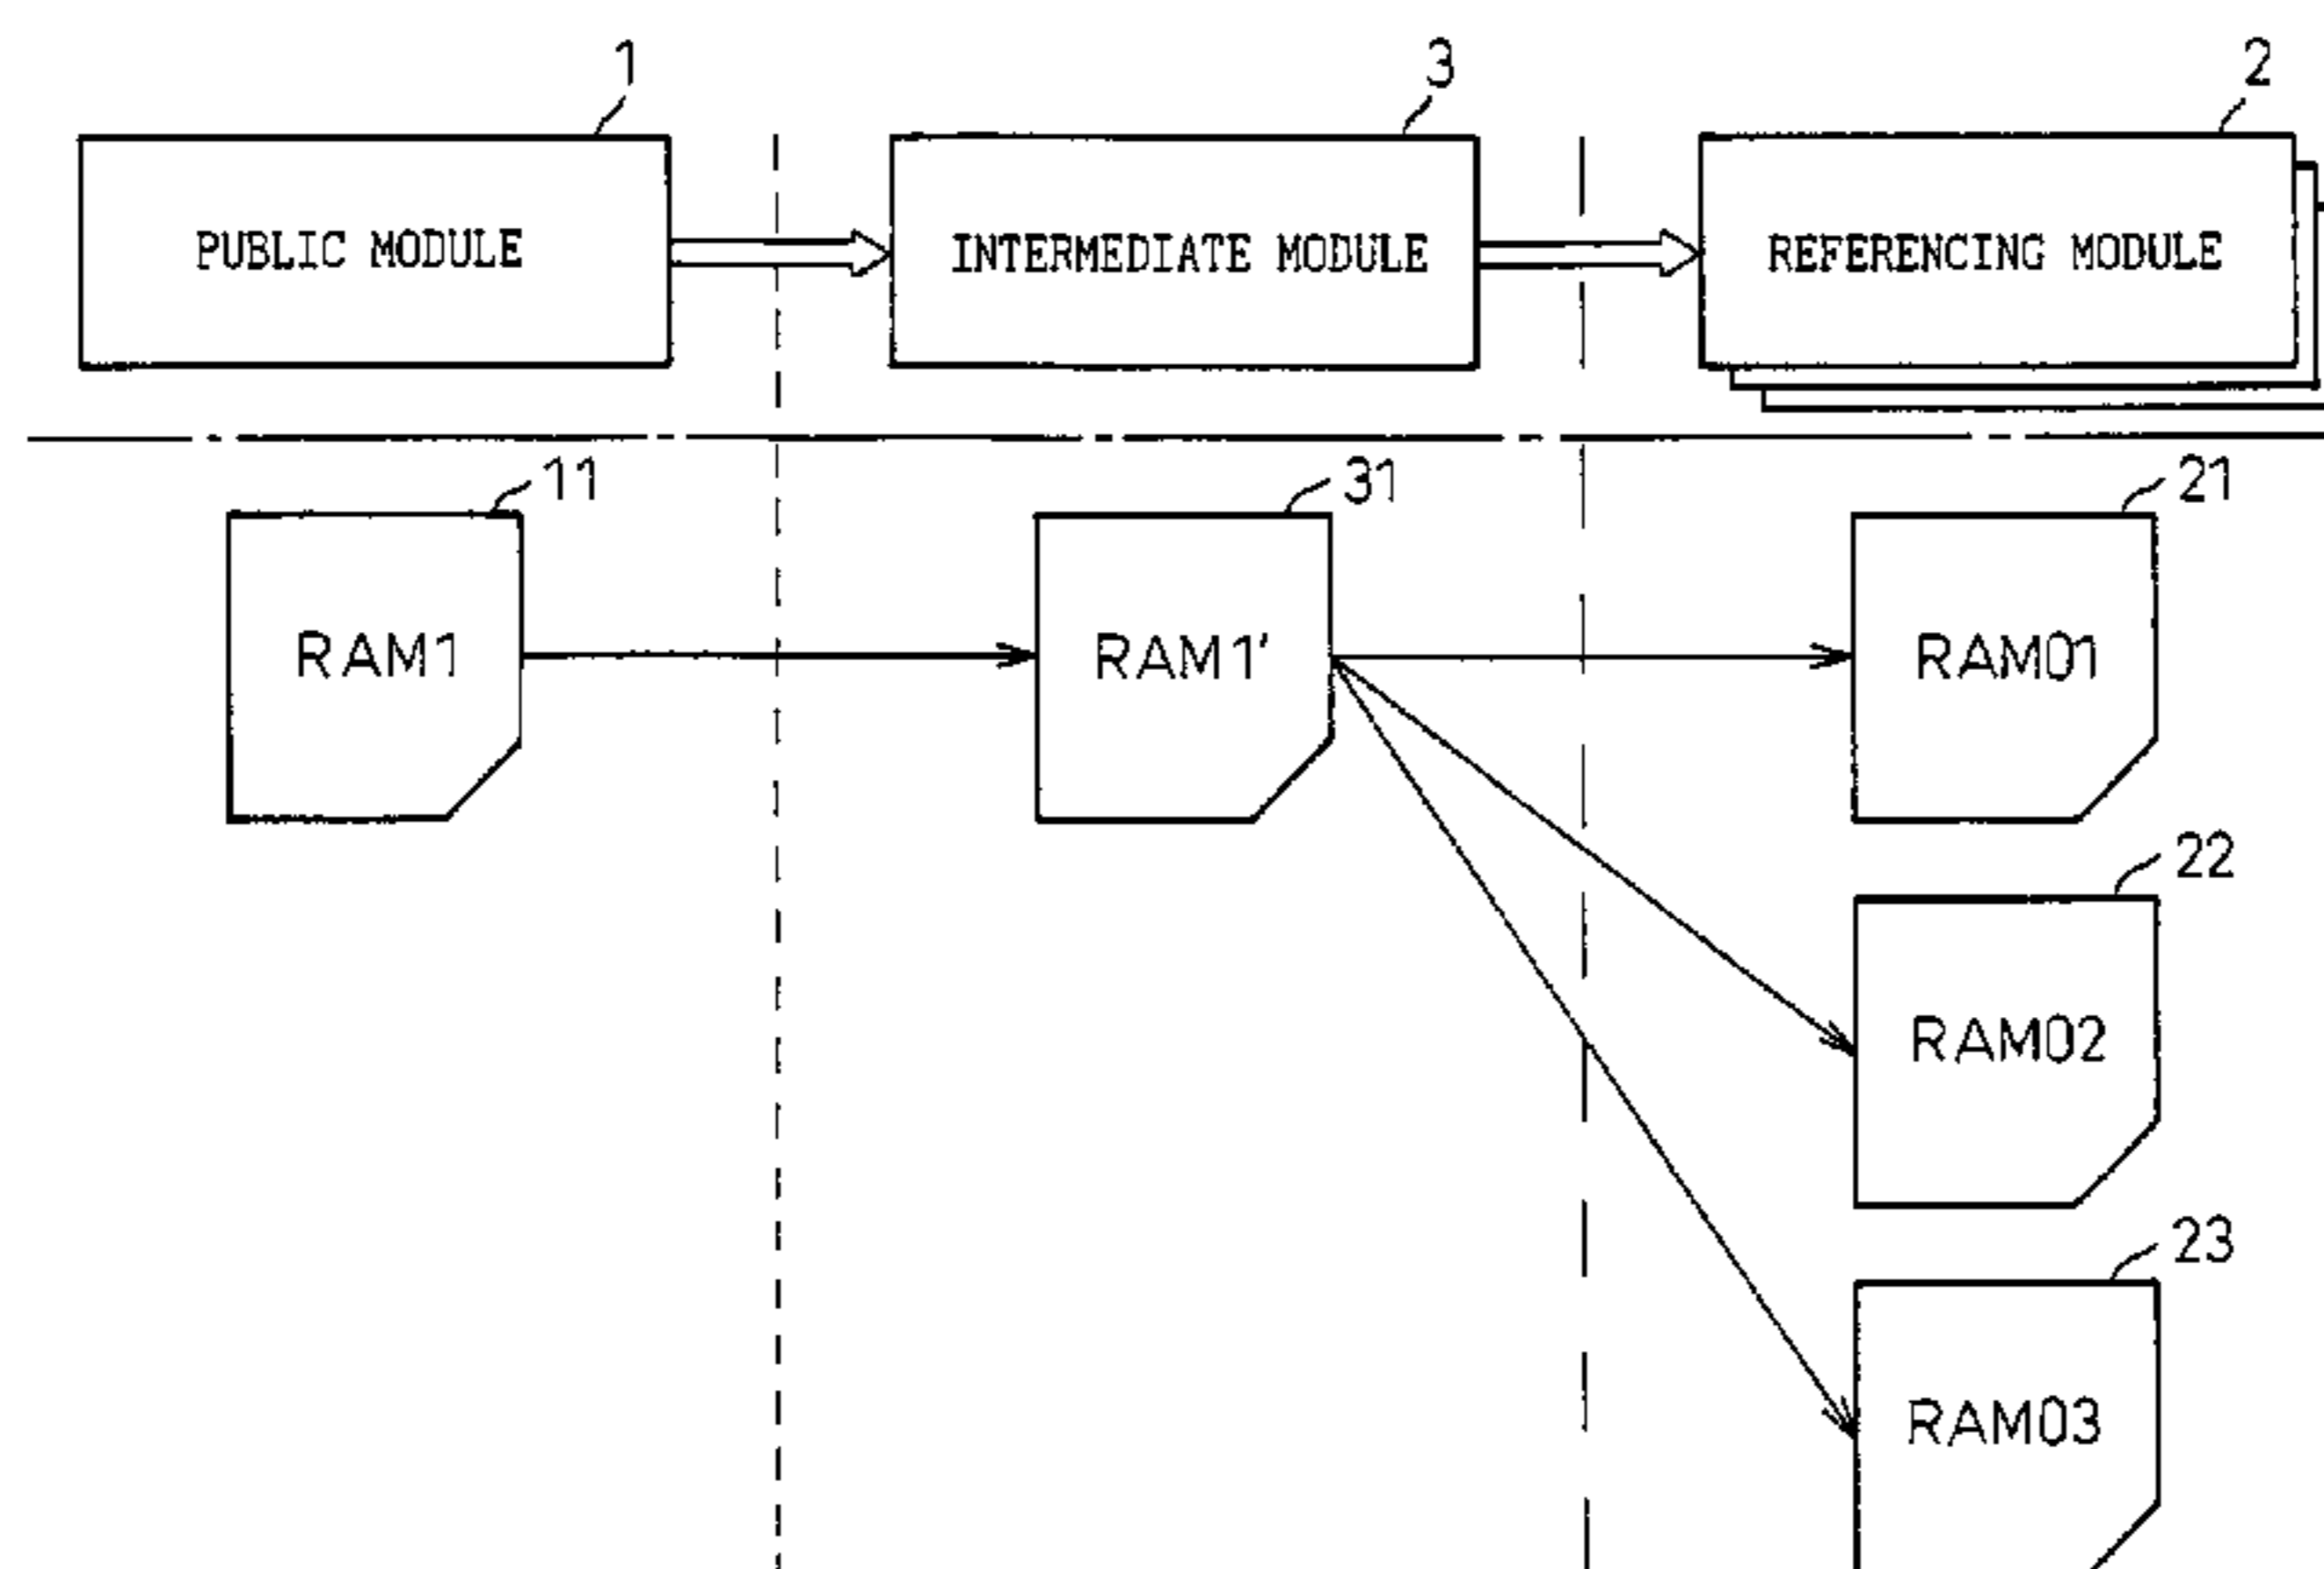 1
3
2
PUBLIC MODULE
INTERMEDIATE MODULE
REFERENCING MODULE
11
31
21
RAM1
RAM1'
RAM01
22
RAM02
23
RAM03